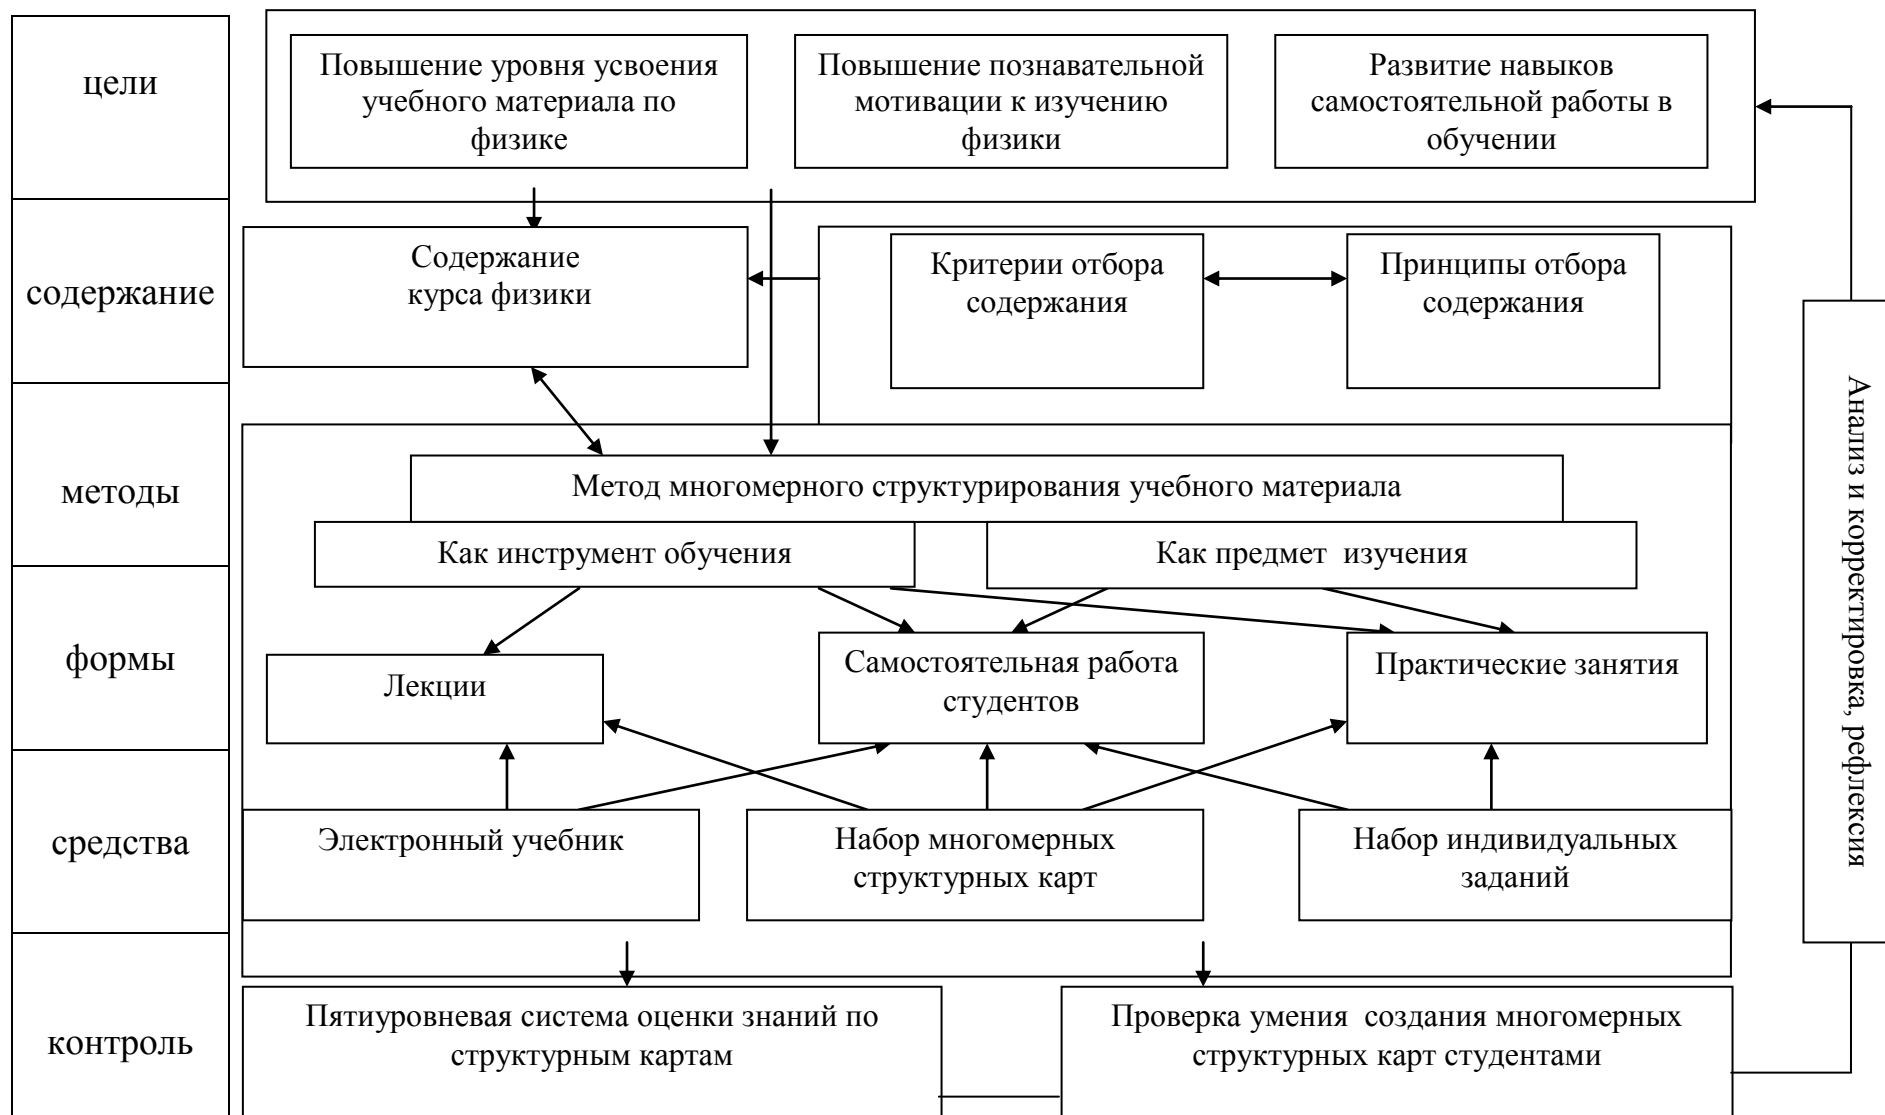 цели
Повышение уровня усвоения
учебного материала по
физике
Повышение познавательной
мотивации к изучению
физики
Развитие навыков
самостоятельной работы в
обучении
содержание
Содержание
курса физики
Критерии отбора
содержания
Принципы отбора
содержания
методы
Метод многомерного структурирования учебного материала
Как инструмент обучения
Как предмет  изучения
формы
Лекции
Самостоятельная работа
студентов
Практические занятия
средства
Электронный учебник
Набор многомерных
структурных карт
Набор индивидуальных
заданий
контроль
Пятиуровневая система оценки знаний по
структурным картам
Проверка умения  создания многомерных
структурных карт студентами
Анализ и корректировка, рефлексия